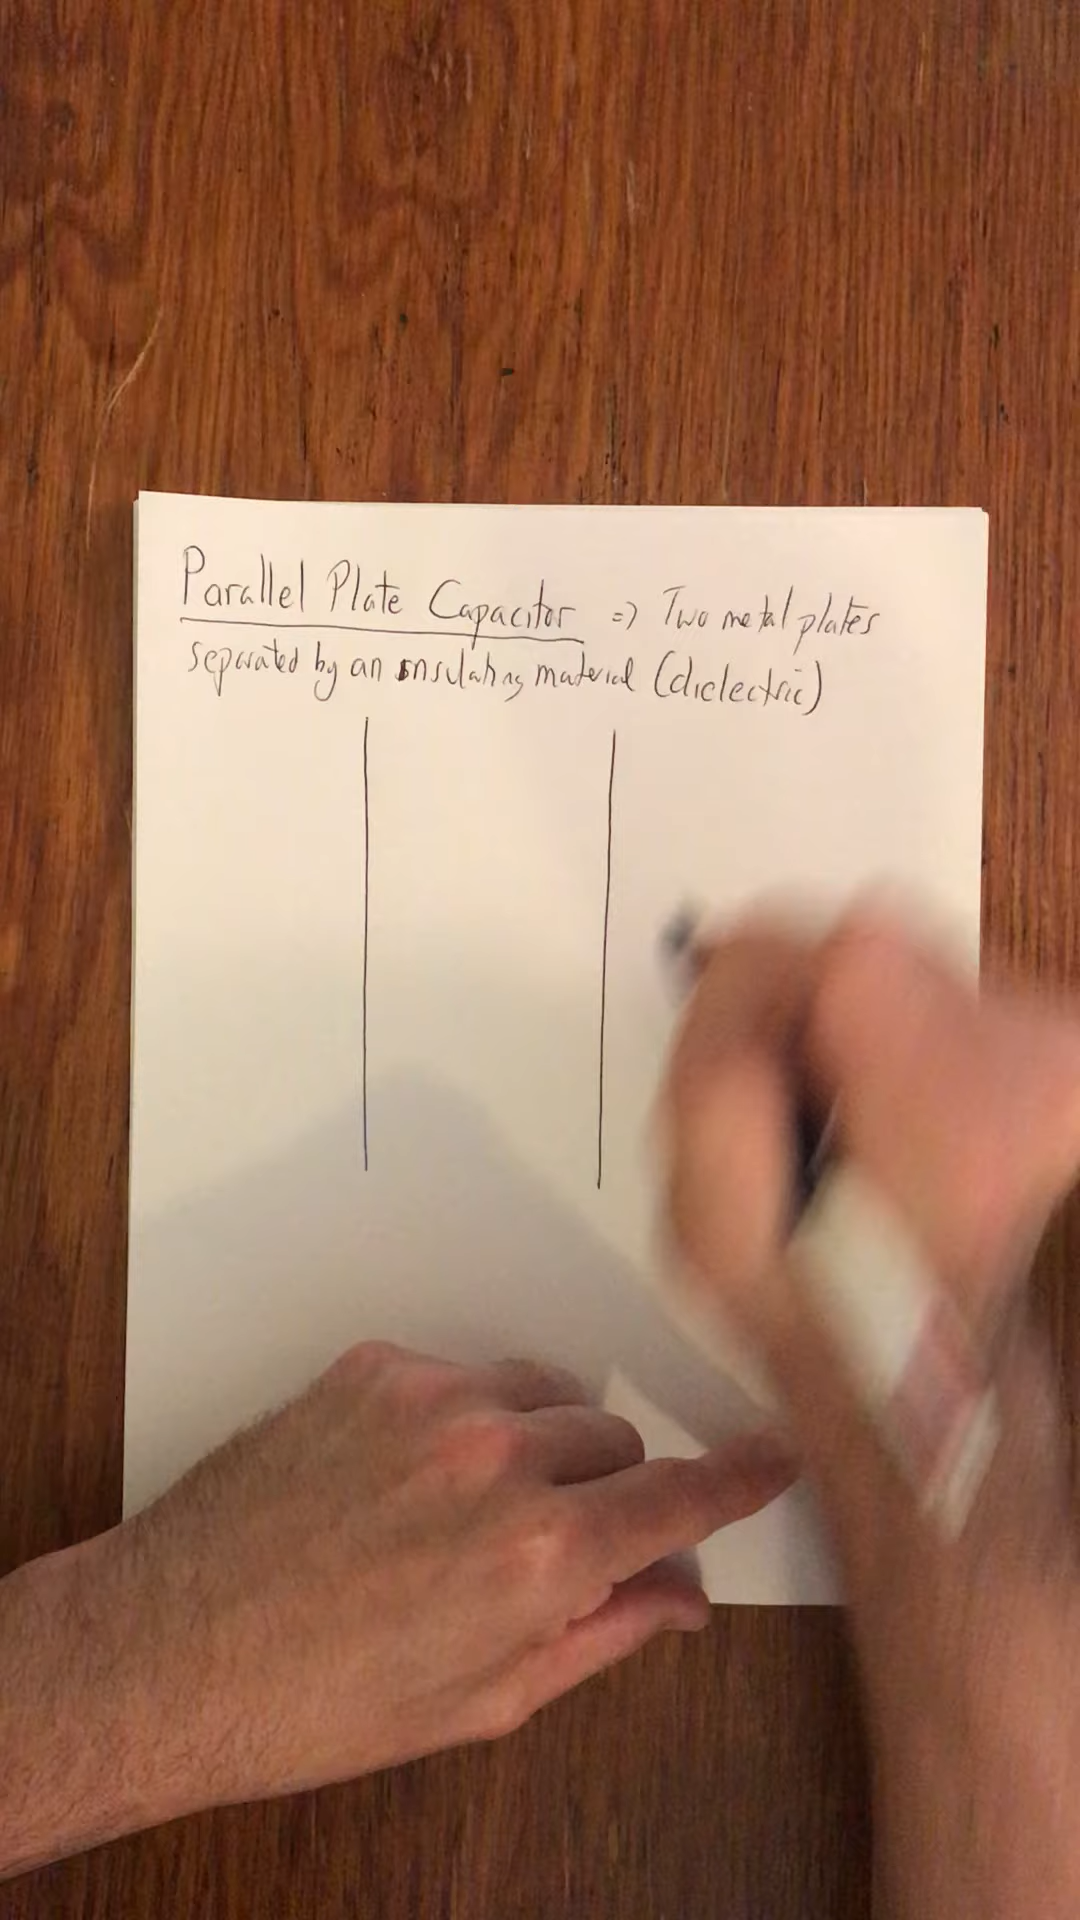 Parallel Plate Capacitor => Two metal plates
separated by an insulating material (dielectric)